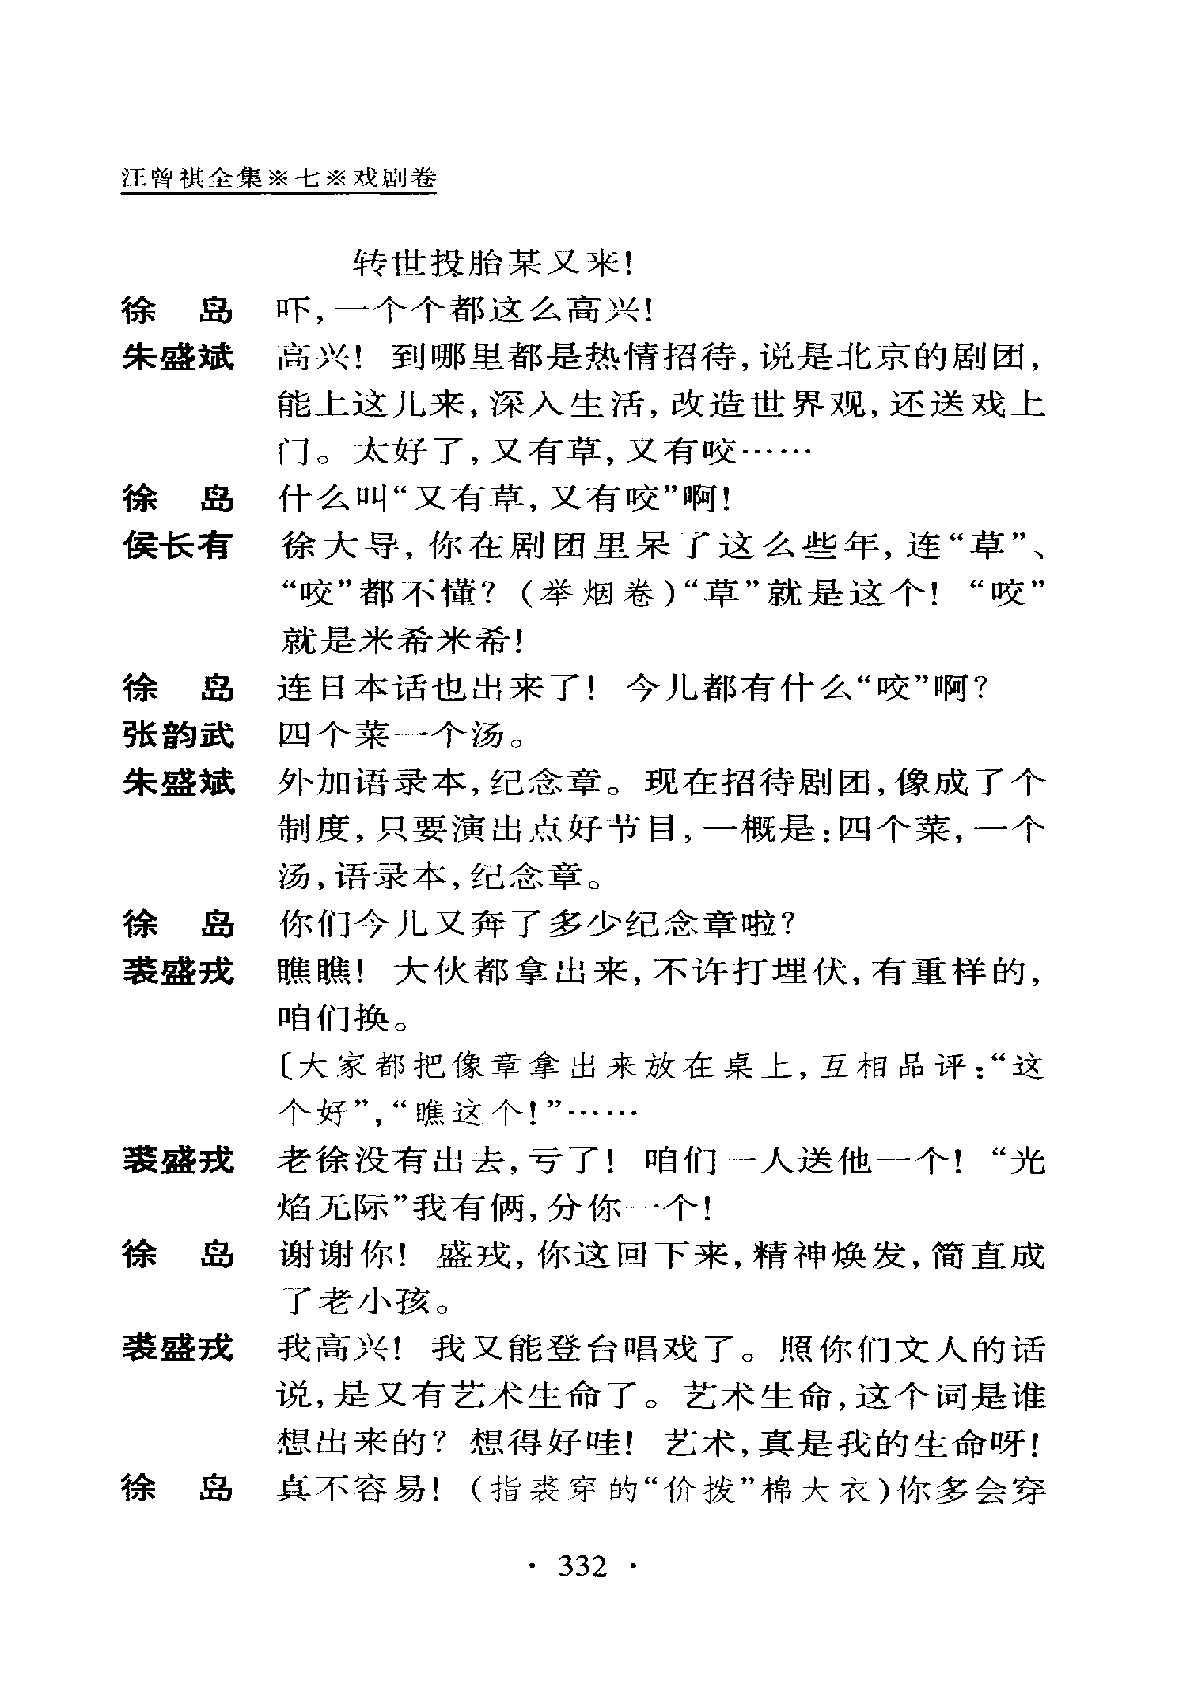 汪曾祺全集※七※戏剧卷
转世投胎某又来！
徐　岛　吓，一个个都这么高兴！
朱盛斌　高兴！到哪里都是热情招待，说是北京的剧团，
能上这儿来，深入生活，改造世界观，还送戏上
门。太好了，又有草，又有咬……
徐　岛　什么叫“又有草，又有咬”啊！
侯长有　徐大导，你在剧团里呆了这么些年，连“草”、
“咬”都不懂？（举烟卷）“草”就是这个！“咬”
就是米希米希！
徐　岛　连日本话也出来了！今儿都有什么“咬”啊？
张韵武　四个菜一个汤。
朱盛斌　外加语录本，纪念章。现在招待剧团，像成了个
制度，只要演出点好节目，一概是：四个菜，一个
汤，语录本，纪念章。
徐　岛　你们今儿又奔了多少纪念章啦？
裘盛戎　瞧瞧！大伙都拿出来，不许打埋伏，有重样的，
咱们换。
〔大家都把像章拿出来放在桌上，互相品评：“这
个好”，“瞧这个！”……
裘盛戎　老徐没有出去，亏了！咱们一人送他一个！“光
焰无际”我有俩，分你一个！
徐　岛　谢谢你！盛戎，你这回下来，精神焕发，简直成
了老小孩。
裘盛戎　我高兴！我又能登台唱戏了。照你们文人的话
说，是又有艺术生命了。艺术生命，这个词是谁
想出来的？想得好哇！艺术，真是我的生命呀！
徐　岛　真不容易！（指裘穿的“价拨”棉大衣）你多会穿
· 332 ·